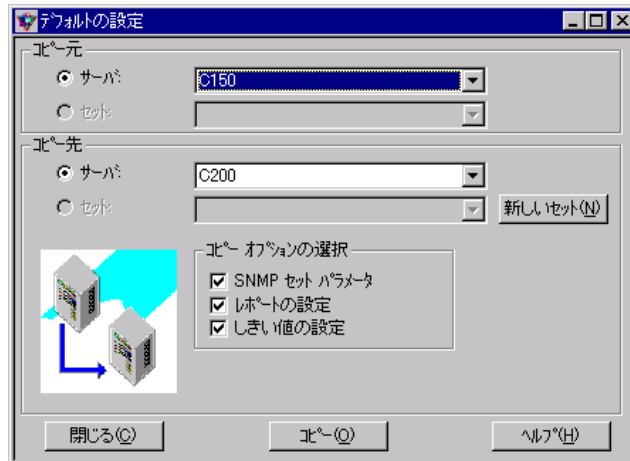 ﾃﾞﾌｫﾙﾄの設定
ｺﾋﾟｰ元
ｻｰﾊﾞ:
C150
ｾｯﾄ:
ｺﾋﾟｰ先
ｻｰﾊﾞ:
C200
ｾｯﾄ:
新しいｾｯﾄ(N)
ｺﾋﾟｰ ｵﾌﾟｼｮﾝの選択
SNMP ｾｯﾄ ﾊﾟﾗﾒｰﾀ
ﾚﾎﾟｰﾄの設定
しきい値の設定
閉じる(C)
ｺﾋﾟｰ(O)
ﾍﾙﾌﾟ(H)